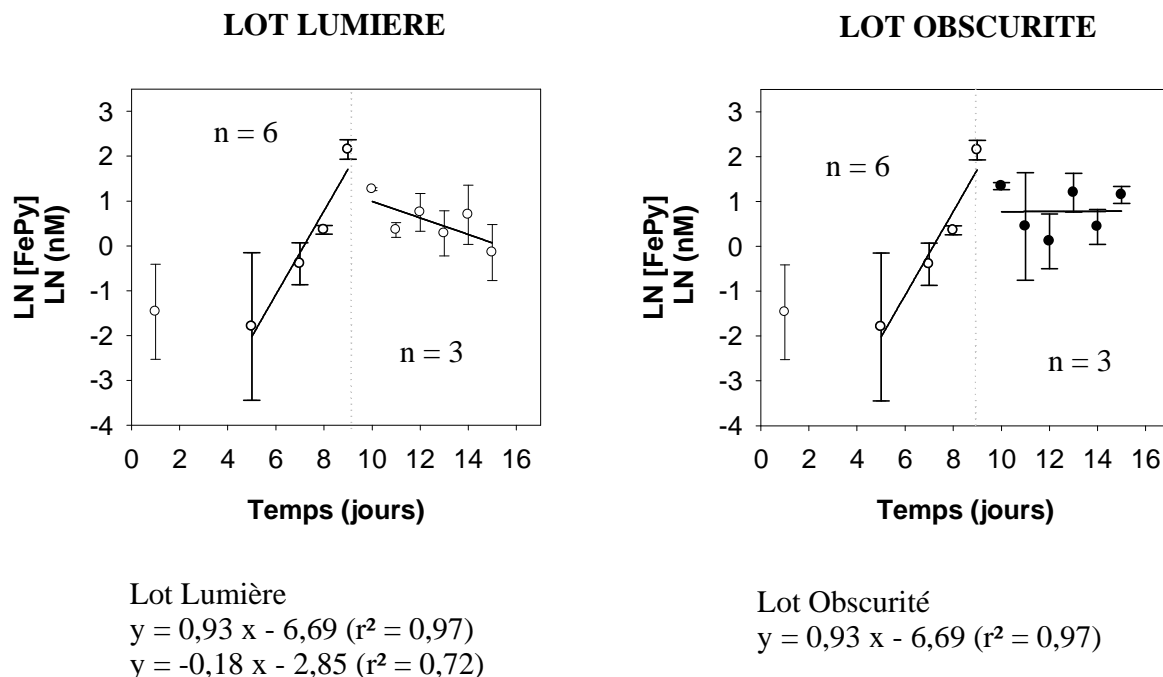 LOT LUMIERE
LOT OBSCURITE
LN [FePy]
LN (nM)
3
2
1
0
-1
-2
-3
-4
n = 6
n = 3
0 2 4 6 8 10 12 14 16
Temps (jours)
LN [FePy]
LN (nM)
3
2
1
0
-1
-2
-3
-4
n = 6
n = 3
0 2 4 6 8 10 12 14 16
Temps (jours)
Lot Lumière
y = 0,93 x - 6,69 (r² = 0,97)
y = -0,18 x - 2,85 (r² = 0,72)
Lot Obscurité
y = 0,93 x - 6,69 (r² = 0,97)